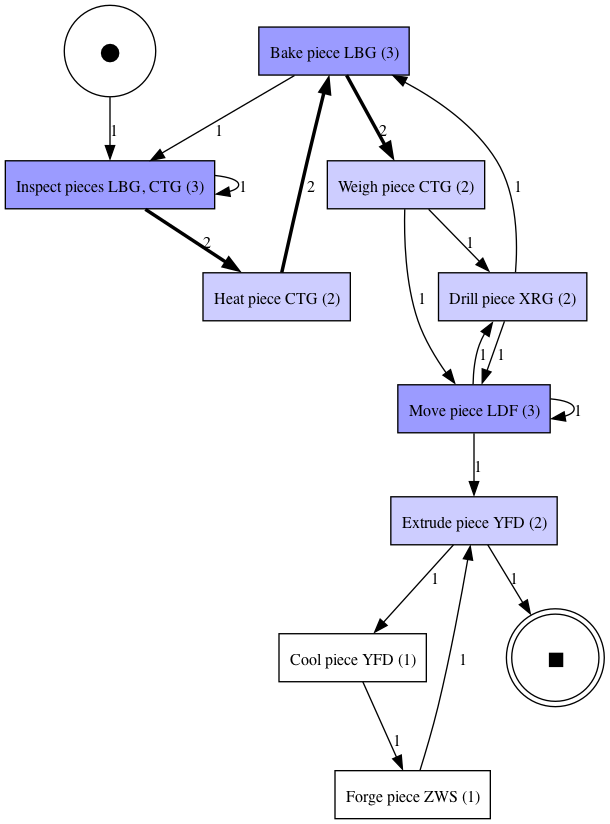 Bake piece LBG (3)
1
1
2
Inspect pieces LBG, CTG (3)
1
2
Weigh piece CTG (2)
1
2
1
Heat piece CTG (2)
1
Drill piece XRG (2)
1
1
Move piece LDF (3)
1
1
Extrude piece YFD (2)
1
1
Cool piece YFD (1)
1
1
Forge piece ZWS (1)